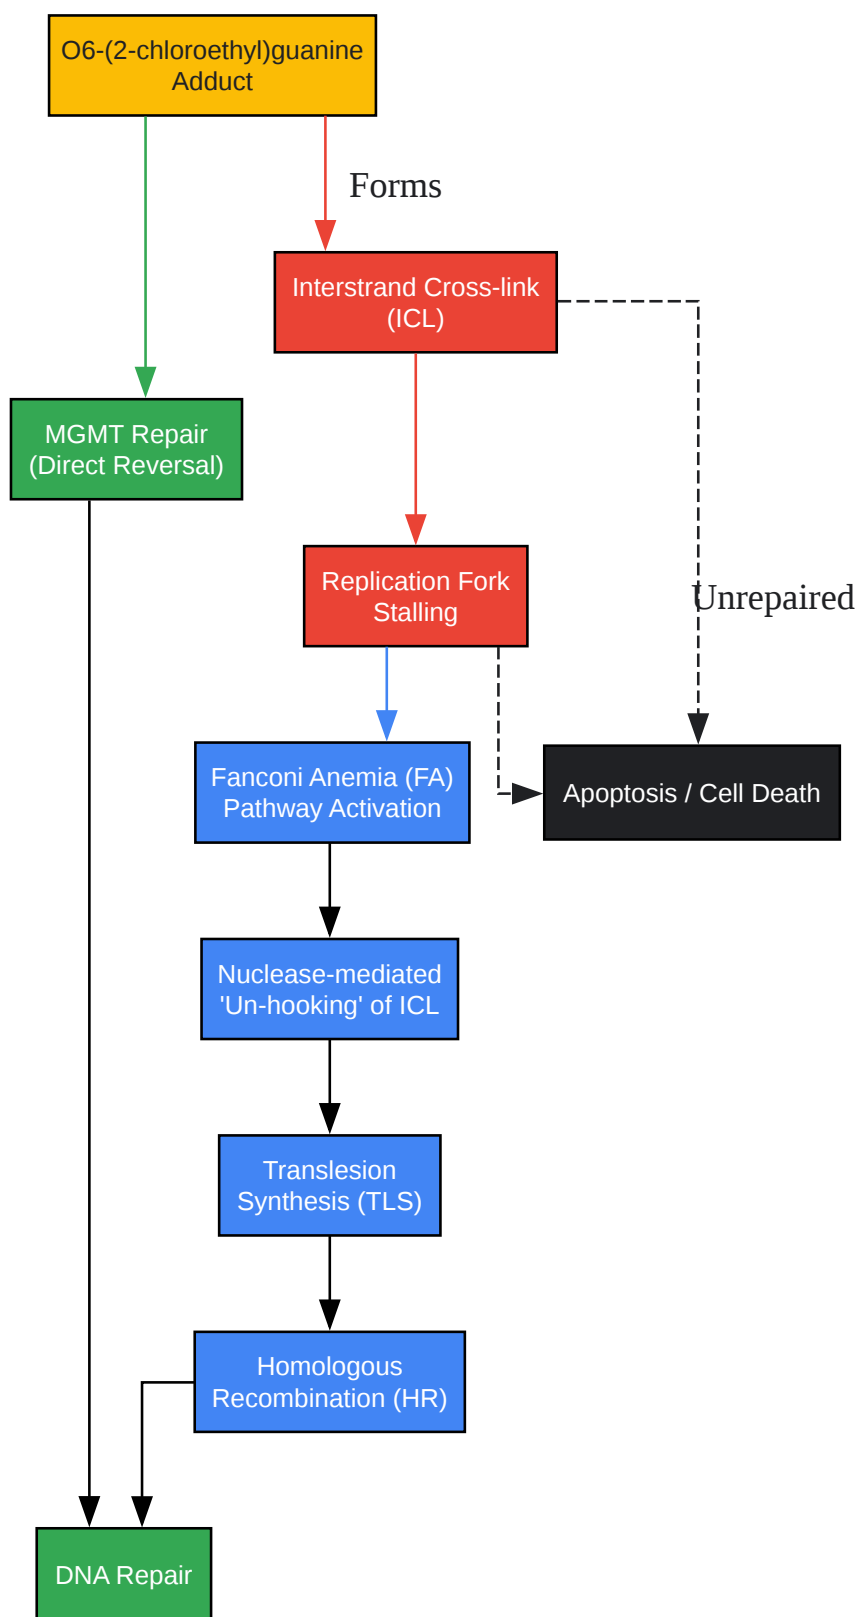 O6-(2-chloroethyl)guanine
Adduct
Forms
Interstrand Cross-link
(ICL)
MGMT Repair
(Direct Reversal)
Replication Fork
Stalling
Unrepaired
Fanconi Anemia (FA)
Pathway Activation
Apoptosis / Cell Death
Nuclease-mediated
'Un-hooking' of ICL
Translesion
Synthesis (TLS)
Homologous
Recombination (HR)
DNA Repair